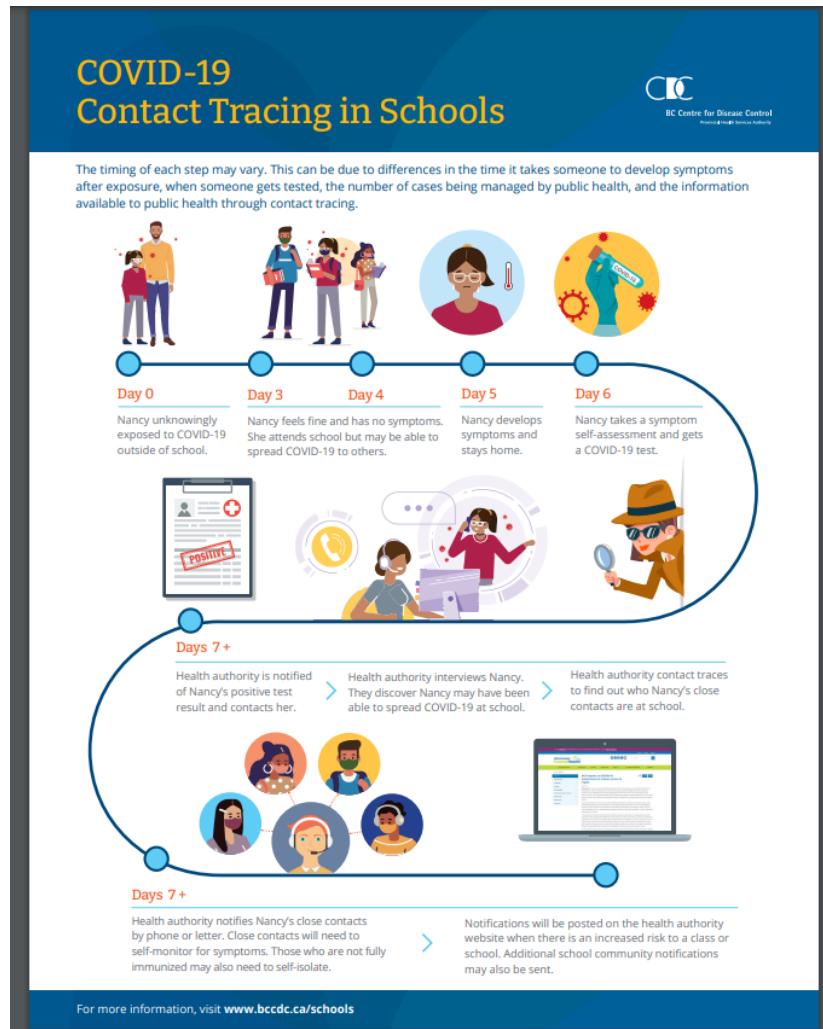 COVID-19
Contact Tracing in Schools
BC Centre for Disease Control
Provincial Health Services Authority
The timing of each step may vary. This can be due to differences in the time it takes someone to develop symptoms
after exposure, when someone gets tested, the number of cases being managed by public health, and the information
available to public health through contact tracing.
COVID-19
Day 0
Day 3
Day 4
Day 5
Day 6
Nancy unknowingly
exposed to COVID-19
outside of school.
Nancy feels fine and has no symptoms.
She attends school but may be able to
spread COVID-19 to others.
Nancy develops
symptoms and
stays home.
Nancy takes a symptom
self-assessment and gets
a COVID-19 test.
POSITIVE
Days 7+
Health authority is notified
of Nancy's positive test
result and contacts her.
Health authority interviews Nancy.
They discover Nancy may have been
able to spread COVID-19 at school.
Health authority contact traces
to find out who Nancy's close
contacts are at school.
Days 7+
Health authority notifies Nancy's close contacts
by phone or letter. Close contacts will need to
self-monitor for symptoms. Those who are not fully
immunized may also need to self-isolate.
Notifications will be posted on the health authority
website when there is an increased risk to a class or
school. Additional school community notifications
may also be sent.
For more information, visit www.bccdc.ca/schools